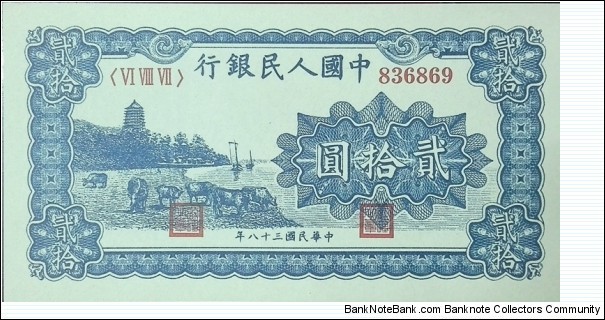 行銀民人國中
〈VI VIII VII〉
836869
圓拾貳
年八十三國民華中
貳拾
貳拾
貳拾
貳拾
BankNoteBank.com Banknote Collectors Community